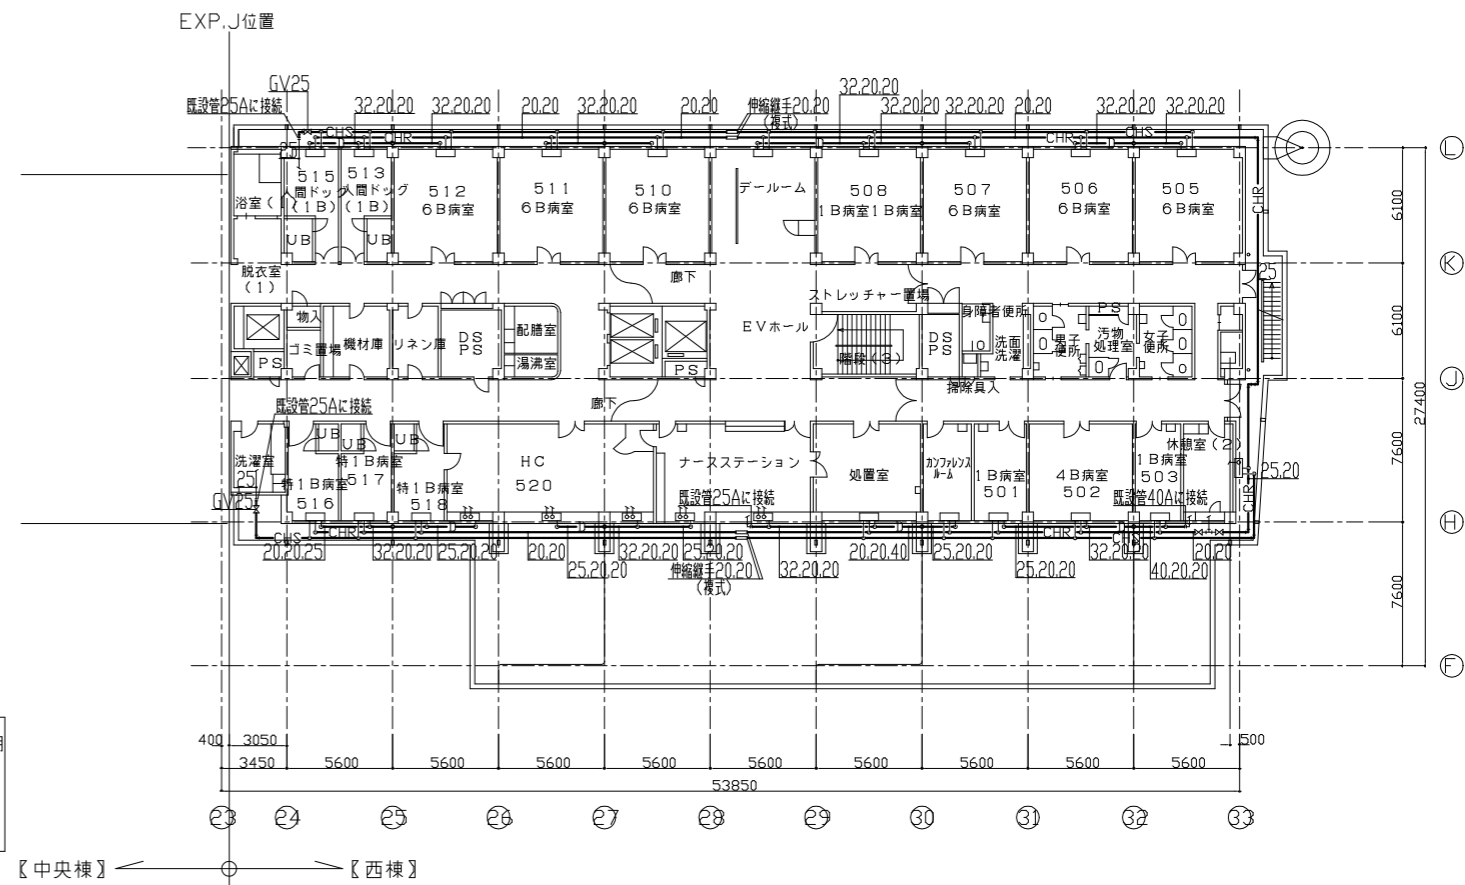 EXP.J位置
GV25
既設管25Aに接続
32,20,20
32,20,20
20,20
20,20
伸縮継手20,20
(複式)
32,20,20
32,20,20
32,20,20
20,20
32,20,20
32,20,20
CHS
CHR
CHR
CHS
25
浴室(1)
515
人間ドック
(1B)
513
人間ドック
(1B)
512
6B病室
511
6B病室
510
6B病室
デールーム
508
1B病室1B病室
507
6B病室
506
6B病室
505
6B病室
CHR
UB
UB
脱衣室
(1)
廊下
ストレッチャー置場
25
物入
ゴミ置場
機材庫
リネン庫
DS
PS
配膳室
湯沸室
EVホール
階段(3)
DS
PS
身障者便所
洗面
洗濯
男子
便所
PS
汚物
処理室
女子
便所
PS
PS
掃除具入
廊下
既設管25Aに接続
洗濯室
25
UB
UB
UB
特1B病室
516
特1B病室
517
特1B病室
518
HC
520
ナースステーション
処置室
カンファレンス
ルーム
1B病室
501
4B病室
502
1B病室
503
休憩室(2)
既設管25Aに接続
既設管40Aに接続
25,20
GV25
CHR
CHS
CHR
20,20,25
32,20,20
25,20,20
20,20
25,20,20
32,20,20
25,20,20
伸縮継手20,20
(複式)
32,20,20
20,20,40
25,20,20
25,20,20
32,20,20
40,20,20
20,20
L
K
J
H
F
6100
6100
7600
7600
27400
400
3050
500
3450
5600
5600
5600
5600
5600
5600
5600
5600
5600
53850
23
24
25
26
27
28
29
30
31
32
33
〖中央棟〗
〖西棟〗